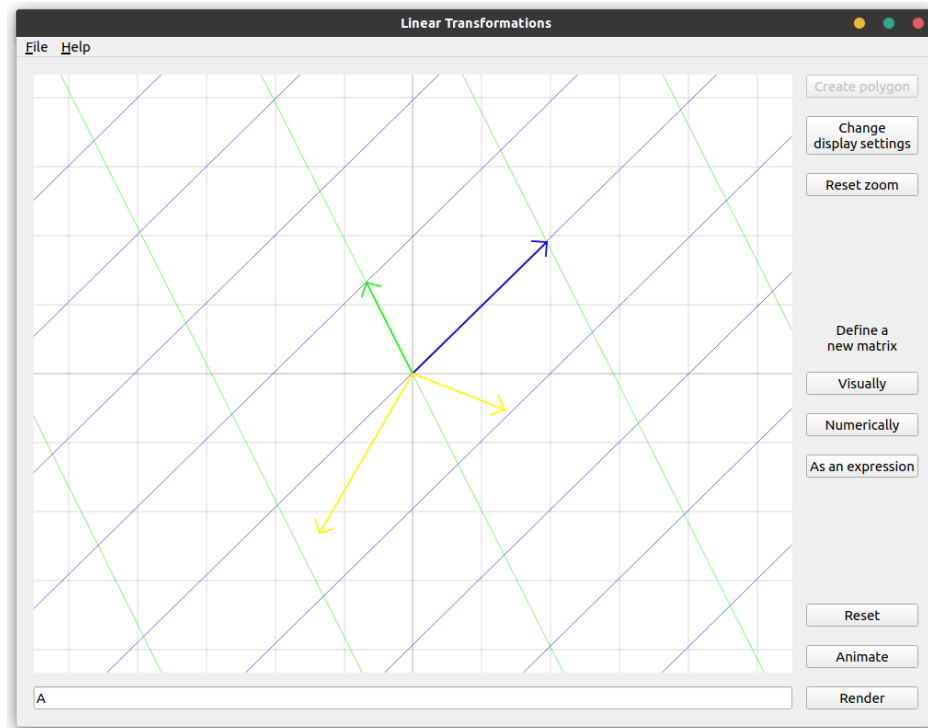 Linear Transformations
File Help
Create polygon
Change
display settings
Reset zoom
Define a
new matrix
Visually
Numerically
As an expression
Reset
Animate
A
Render